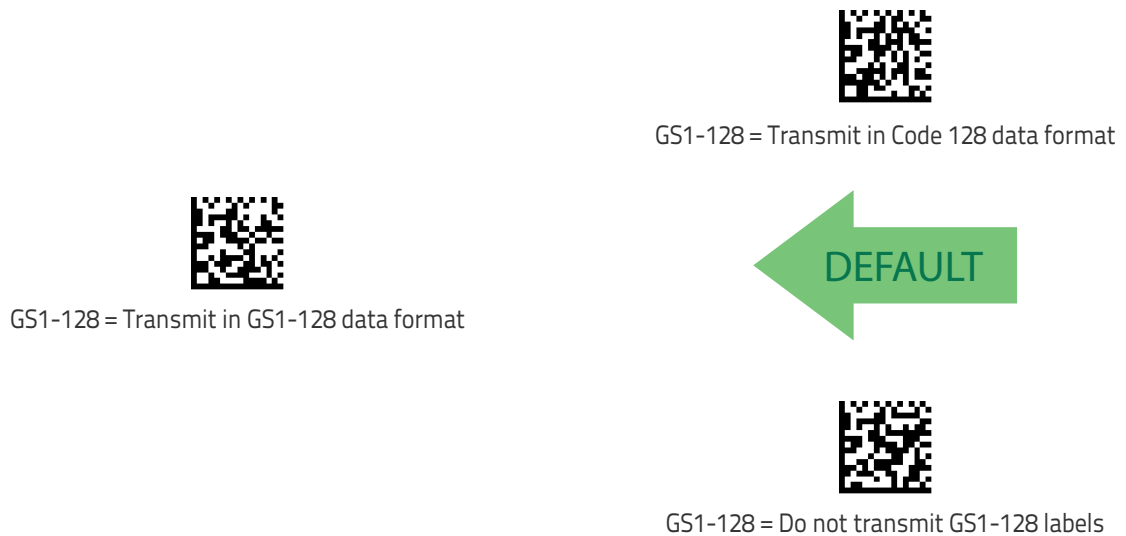 GS1-128 = Transmit in Code 128 data format
GS1-128 = Transmit in GS1-128 data format
DEFAULT
GS1-128 = Do not transmit GS1-128 labels